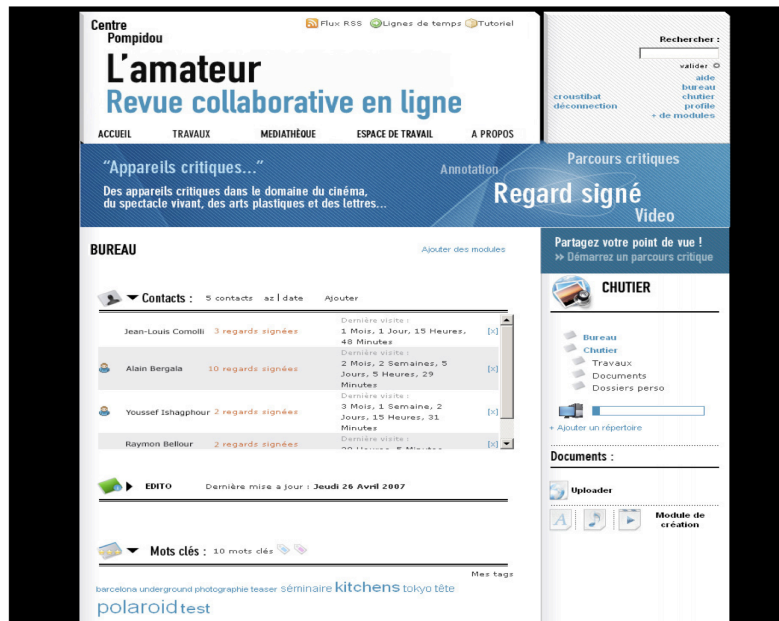 Centre
Pompidou
Flux RSS Lignes de temps Tutoriel
L'amateur
Revue collaborative en ligne
ACCUEIL TRAVAUX MEDIATHÈQUE ESPACE DE TRAVAIL A PROPOS
Rechercher :
valider
aide
bureau
croustibat chutier
déconnection profile
+ de modules
"Appareils critiques..."
Des appareils critiques dans le domaine du cinéma,
du spectacle vivant, des arts plastiques et des lettres...
Annotation
Parcours critiques
Regard signé
Video
BUREAU
Ajouter des modules
Partagez votre point de vue !
>> Démarrez un parcours critique
Contacts : 5 contacts az | date Ajouter
Dernière visite :
Jean-Louis Comolli 3 regards signées 1 Mois, 1 Jour, 15 Heures, [x]
48 Minutes
Dernière visite :
Alain Bergala 10 regards signées 2 Mois, 2 Semaines, 5 [x]
Jours, 5 Heures, 29
Minutes
Dernière visite :
Youssef Ishaghpour 2 regards signées 3 Mois, 1 Semaine, 2 [x]
Jours, 15 Heures, 31
Minutes
Dernière visite :
Raymon Bellour 2 regards signées [x]
EDITO Dernière mise a jour : Jeudi 26 Avril 2007
Mots clés : 10 mots clés
Mes tags
barcelona underground photographie teaser séminaire kitchens tokyo tête
polaroid test
CHUTIER
Bureau
Chutier
Travaux
Documents
Dossiers perso
+ Ajouter un répertoire
Documents :
Uploader
A
Module de
création